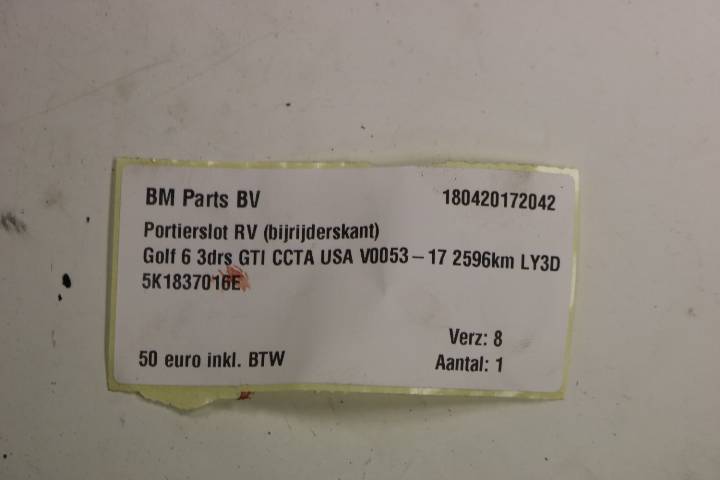 BM Parts BV 180420172042
Portierslot RV (bijrijderskant)
Golf 6 3drs GTI CCTA USA V0053-17 2596km LY3D
5K1837016E
Verz: 8
50 euro inkl. BTW Aantal: 1